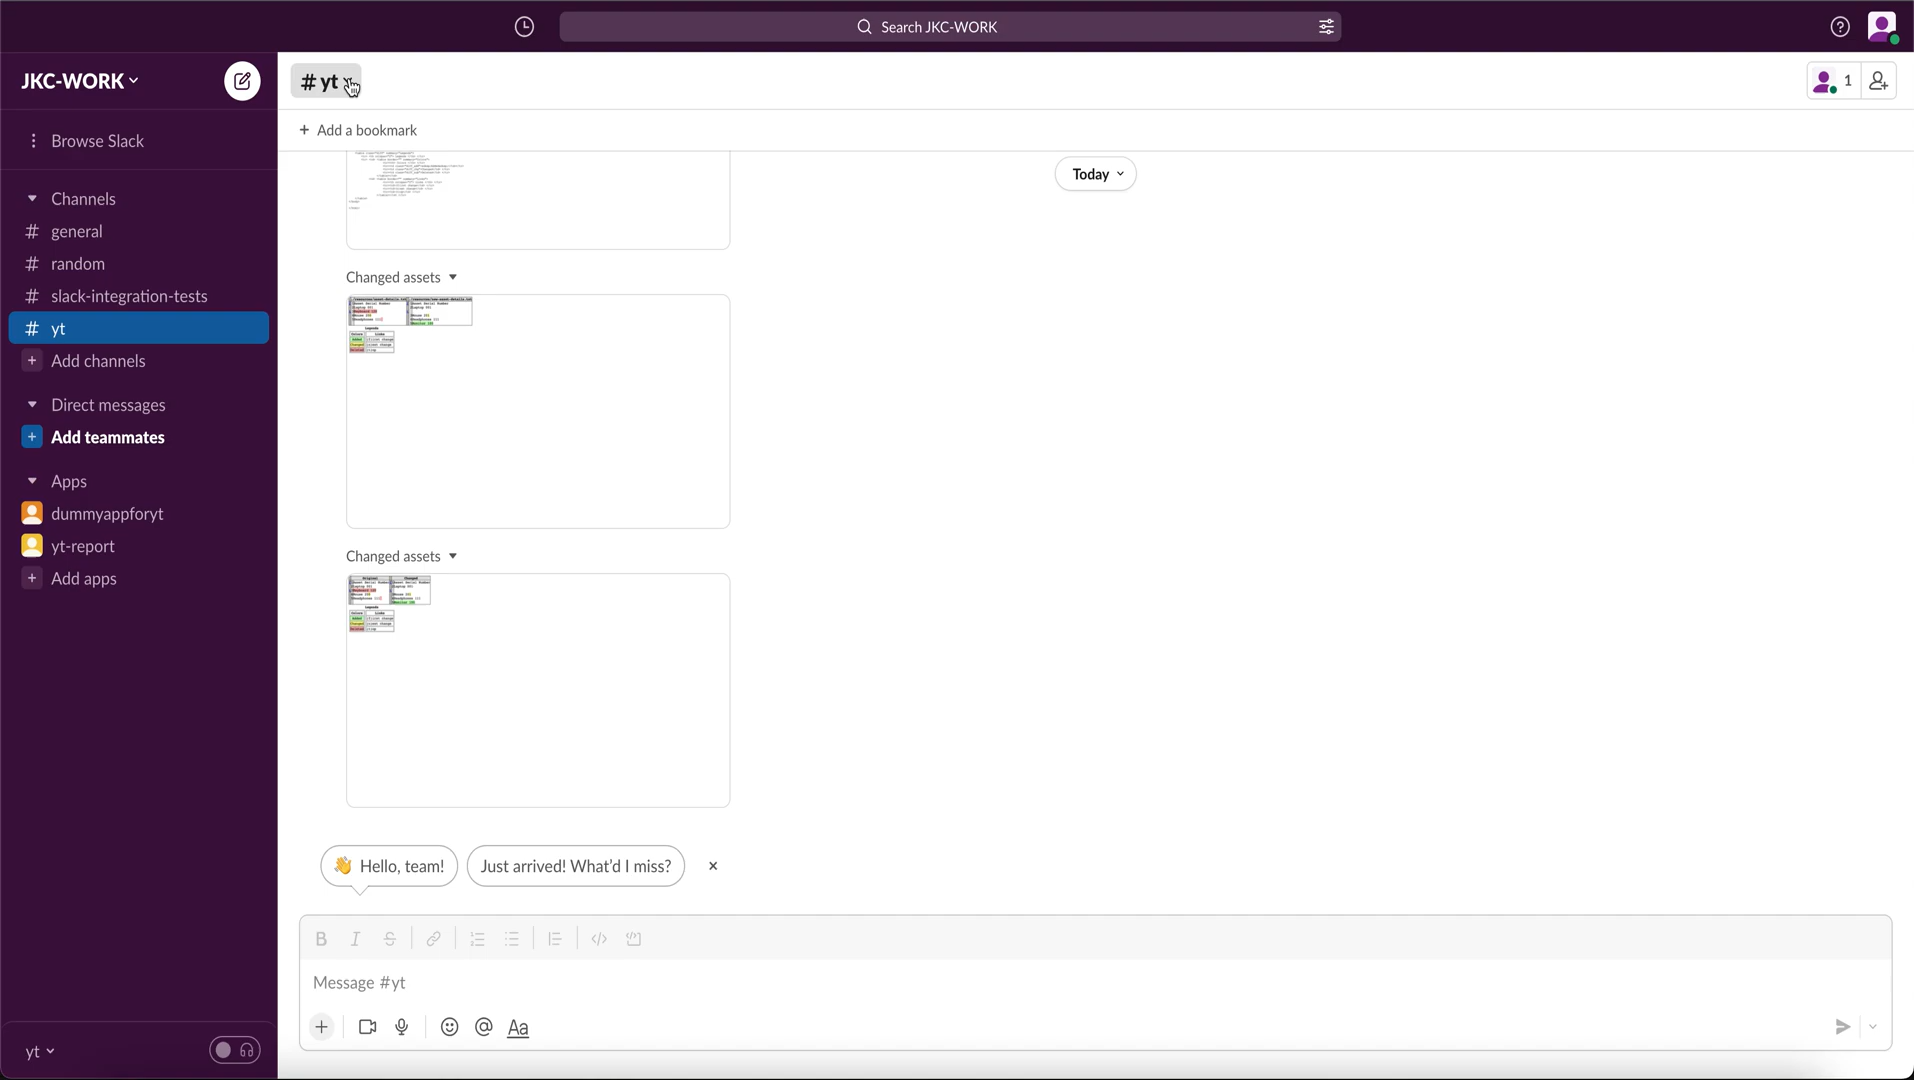 Search JKC-WORK
JKC-WORK
# yt
1
Browse Slack
+ Add a bookmark
Today
Channels
# general
# random
# slack-integration-tests
# yt
+ Add channels
Direct messages
+ Add teammates
Apps
dummyappforyt
yt-report
+ Add apps
Changed assets
Changed assets
👋 Hello, team!
Just arrived! What'd I miss?
Message #yt
Aa
yt